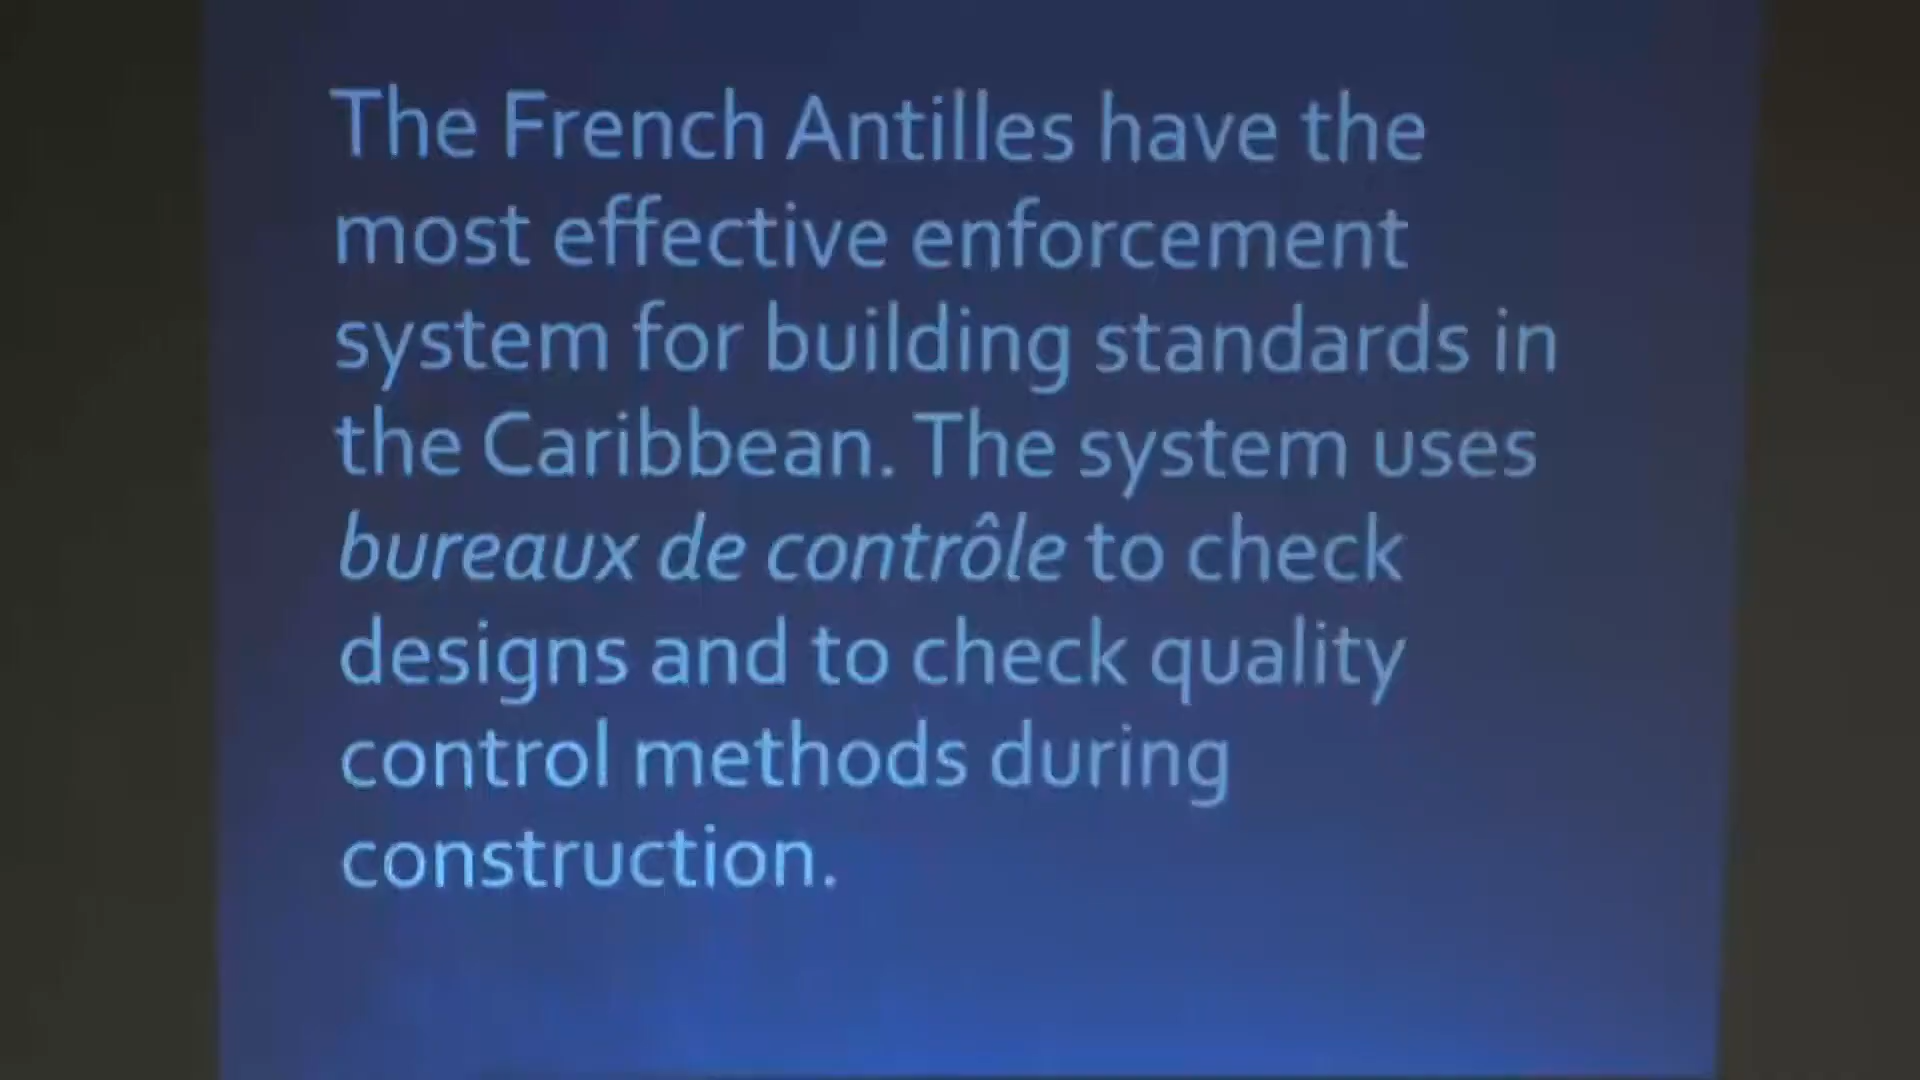 The French Antilles have the
most effective enforcement
system for building standards in
the Caribbean. The system uses
bureaux de contrôle to check
designs and to check quality
control methods during
construction.